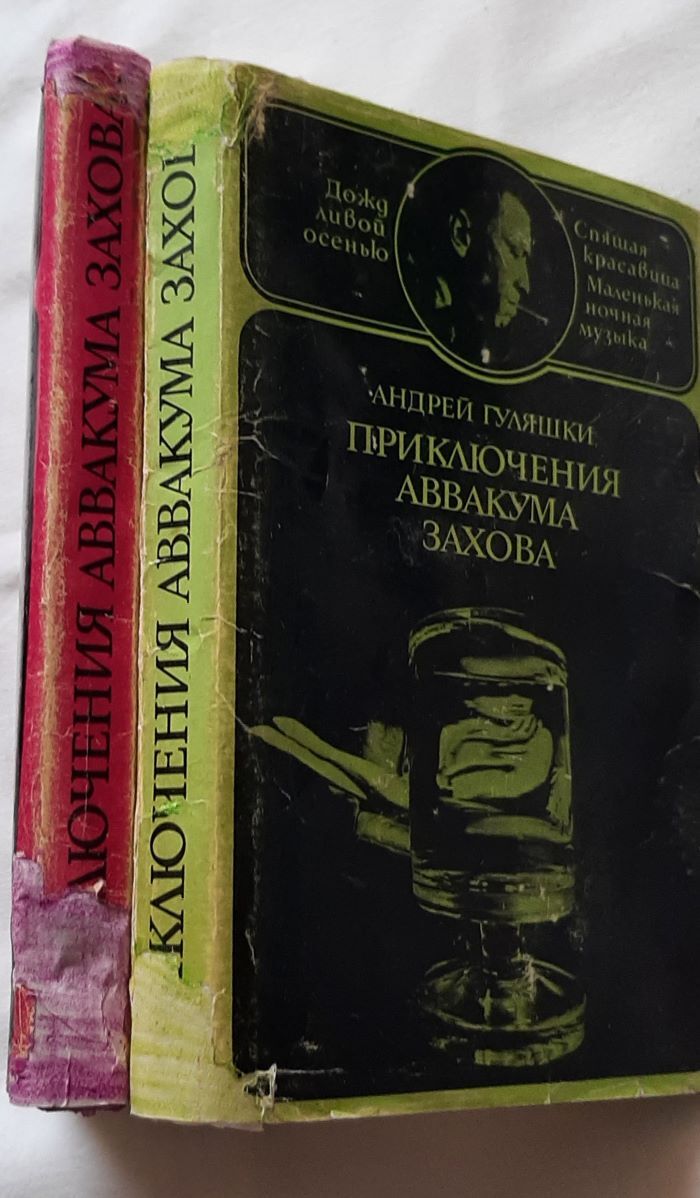 ЛЮЧЕНИЯ АВВАКУМА ЗАХОВА
КЛЮЧЕНИЯ АВВАКУМА ЗАХОВ
Дожд
ливой
осенью
Спящая
красавица
Маленькая
ночная
музыка
АНДРЕЙ ГУЛЯШКИ
ПРИКЛЮЧЕНИЯ
АВВАКУМА
ЗАХОВА